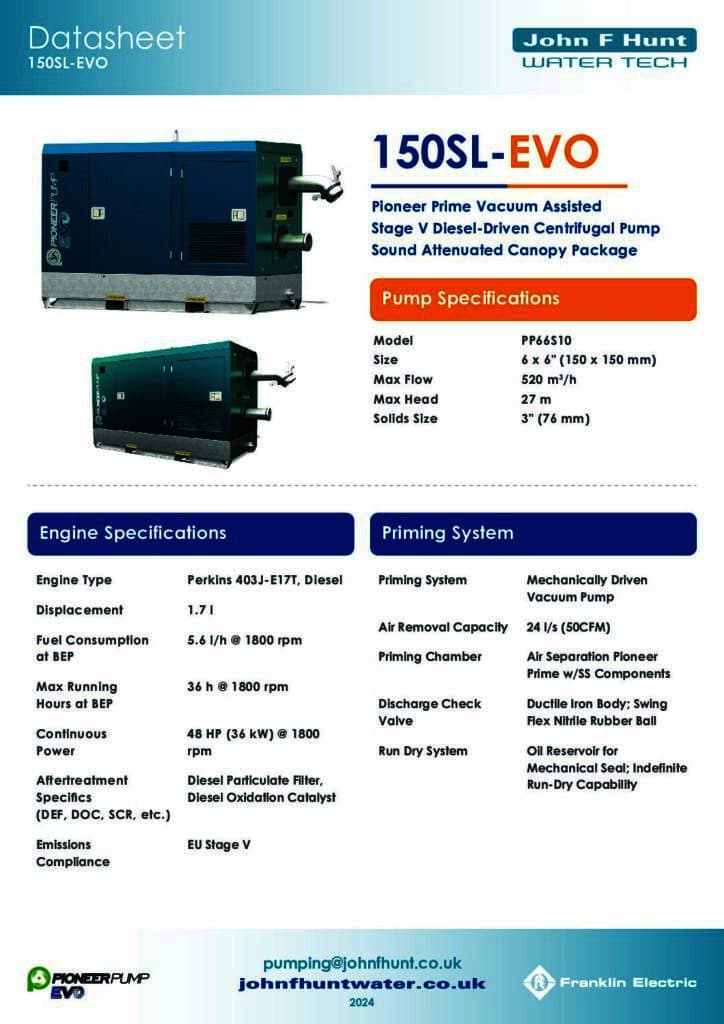 Datasheet
150SL-EVO
John F Hunt
WATER TECH
PIONEERPUMP
EVO
150SL-EVO
Pioneer Prime Vacuum Assisted
Stage V Diesel-Driven Centrifugal Pump
Sound Attenuated Canopy Package
Pump Specifications
Model PP66S10
Size 6 x 6" (150 x 150 mm)
Max Flow 520 m³/h
Max Head 27 m
Solids Size 3" (76 mm)
Engine Specifications
Engine Type Perkins 403J-E17T, Diesel
Displacement 1.7 l
Fuel Consumption 5.6 l/h @ 1800 rpm
at BEP
Max Running 36 h @ 1800 rpm
Hours at BEP
Continuous 48 HP (36 kW) @ 1800
Power rpm
Aftertreatment Diesel Particulate Filter,
Specifics Diesel Oxidation Catalyst
(DEF, DOC, SCR, etc.)
Emissions EU Stage V
Compliance
Priming System
Priming System Mechanically Driven
Vacuum Pump
Air Removal Capacity 24 l/s (50CFM)
Priming Chamber Air Separation Pioneer
Prime w/SS Components
Discharge Check Ductile Iron Body; Swing
Valve Flex Nitrile Rubber Ball
Run Dry System Oil Reservoir for
Mechanical Seal; Indefinite
Run-Dry Capability
PIONEERPUMP
EVO
pumping@johnfhunt.co.uk
johnfhuntwater.co.uk
2024
Franklin Electric